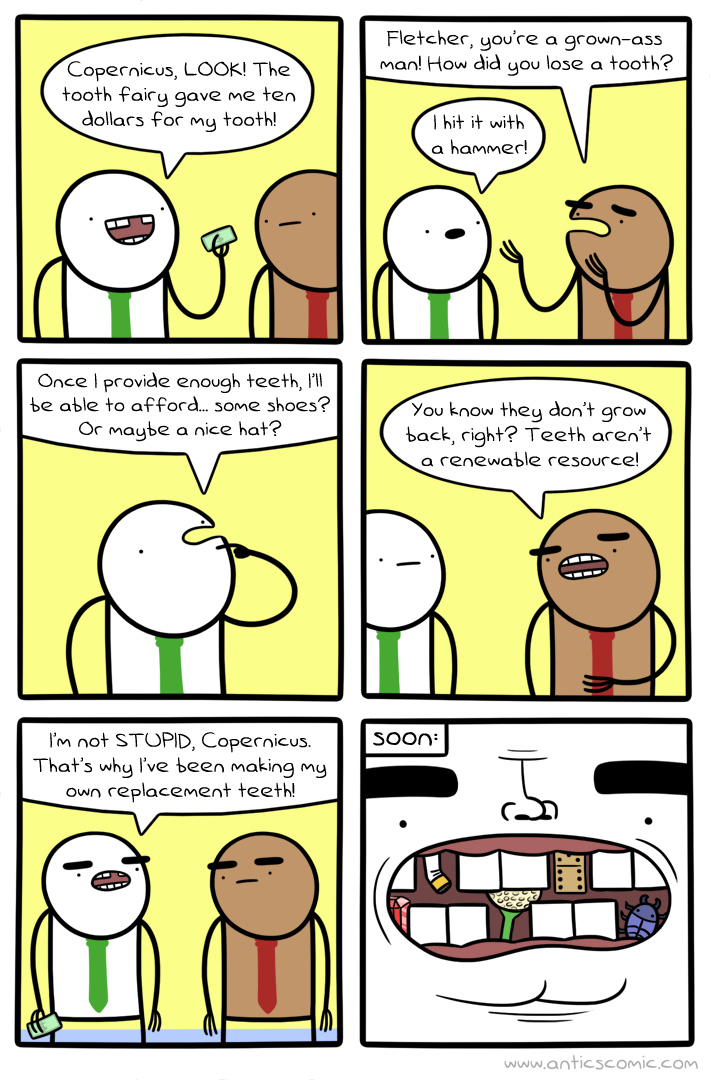 Copernicus, LOOK! The
tooth fairy gave me ten
dollars for my tooth!
Fletcher, you're a grown-ass
man! How did you lose a tooth?
I hit it with
a hammer!
Once I provide enough teeth, I'll
be able to afford... some shoes?
Or maybe a nice hat?
You know they don't grow
back, right? Teeth aren't
a renewable resource!
I'm not STUPID, Copernicus.
That's why I've been making my
own replacement teeth!
soon:
www.anticscomic.com